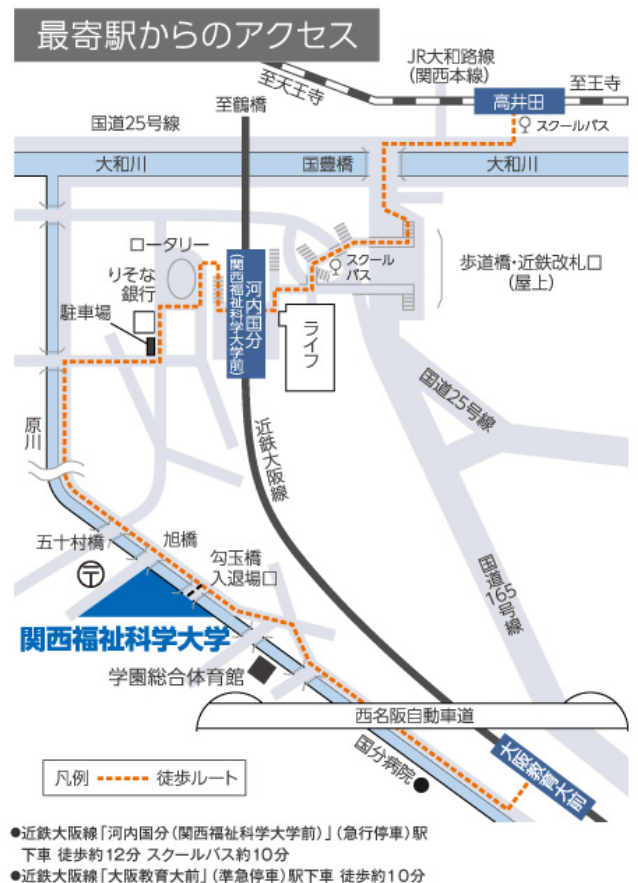 最寄駅からのアクセス
JR大和路線
(関西本線)
至天王寺
至王寺
高井田
至鶴橋
スクールバス
国道25号線
大和川
国豊橋
大和川
ロータリー
りそな
銀行
駐車場
河内国分
(関西福祉科学大学前)
スクール
バス
歩道橋・近鉄改札口
(屋上)
ライフ
国道25号線
原川
近鉄大阪線
五十村橋
旭橋
勾玉橋
入退場口
〒
国道165号線
関西福祉科学大学
学園総合体育館
西名阪自動車道
国分病院
大阪教育大前
凡例 徒歩ルート
●近鉄大阪線「河内国分(関西福祉科学大学前)」(急行停車)駅
下車 徒歩約12分 スクールバス約10分
●近鉄大阪線「大阪教育大前」(準急停車)駅下車 徒歩約10分